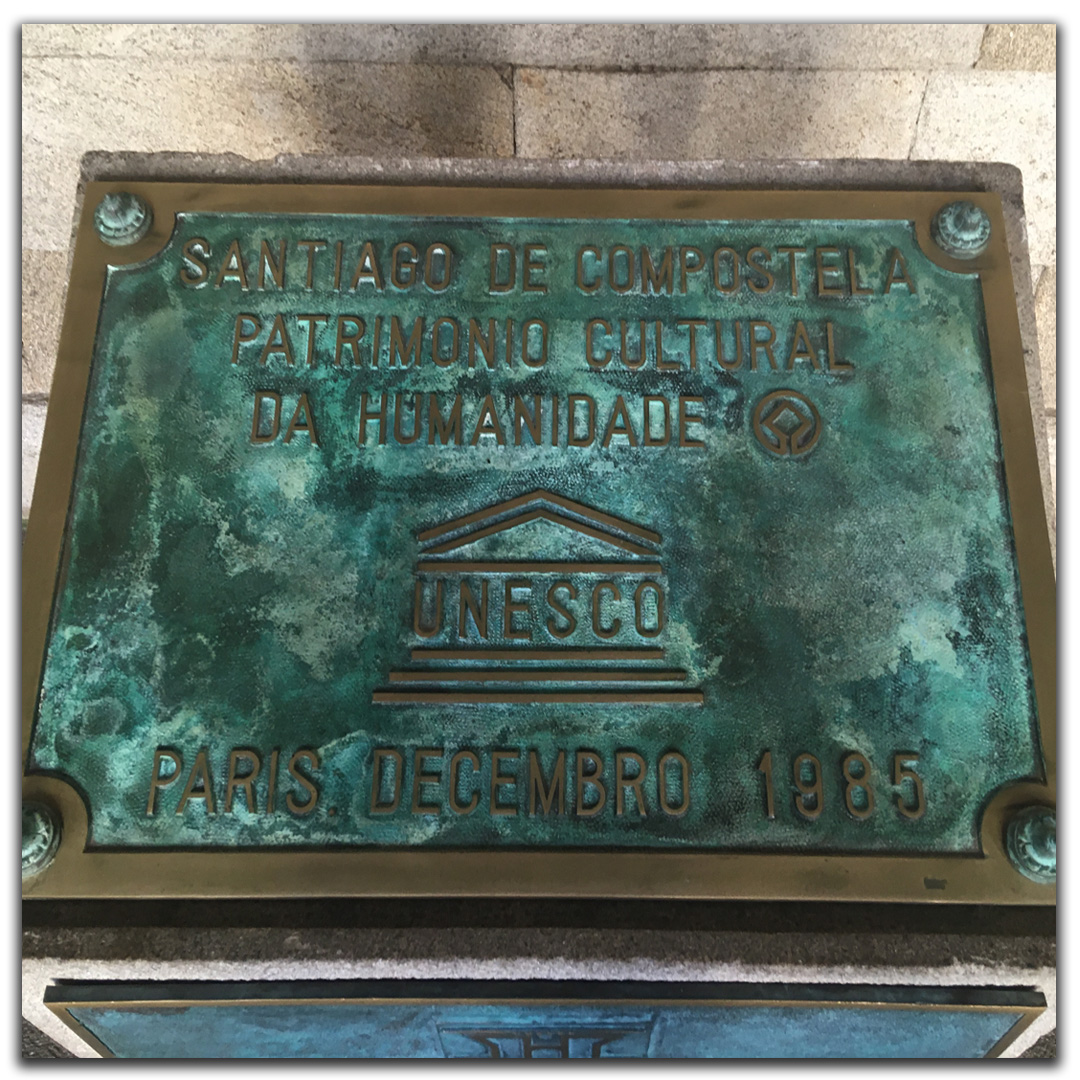 SANTIAGO DE COMPOSTELA
PATRIMONIO CULTURAL
DA HUMANIDADE
UNESCO
PARIS. DECEMBRO 1985